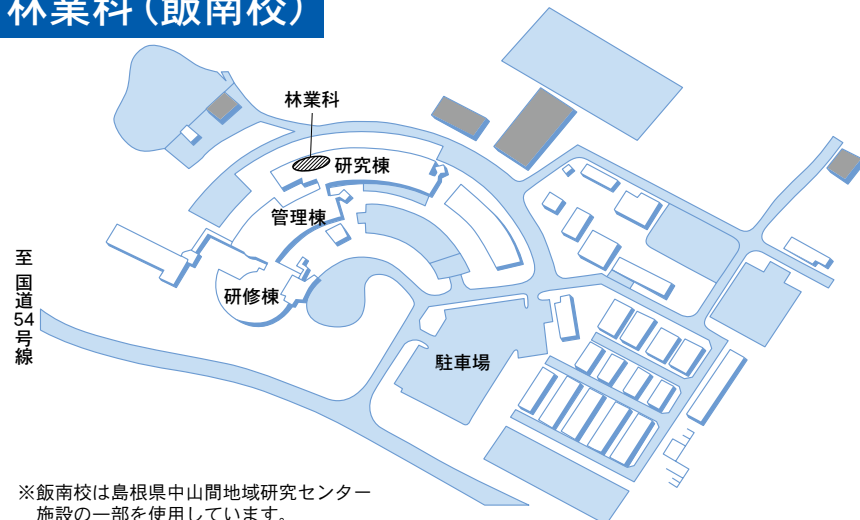 林業科（飯南校）
林業科
研究棟
管理棟
研修棟
至 国道54号線
駐車場
※飯南校は島根県中山間地域研究センター
施設の一部を使用しています。